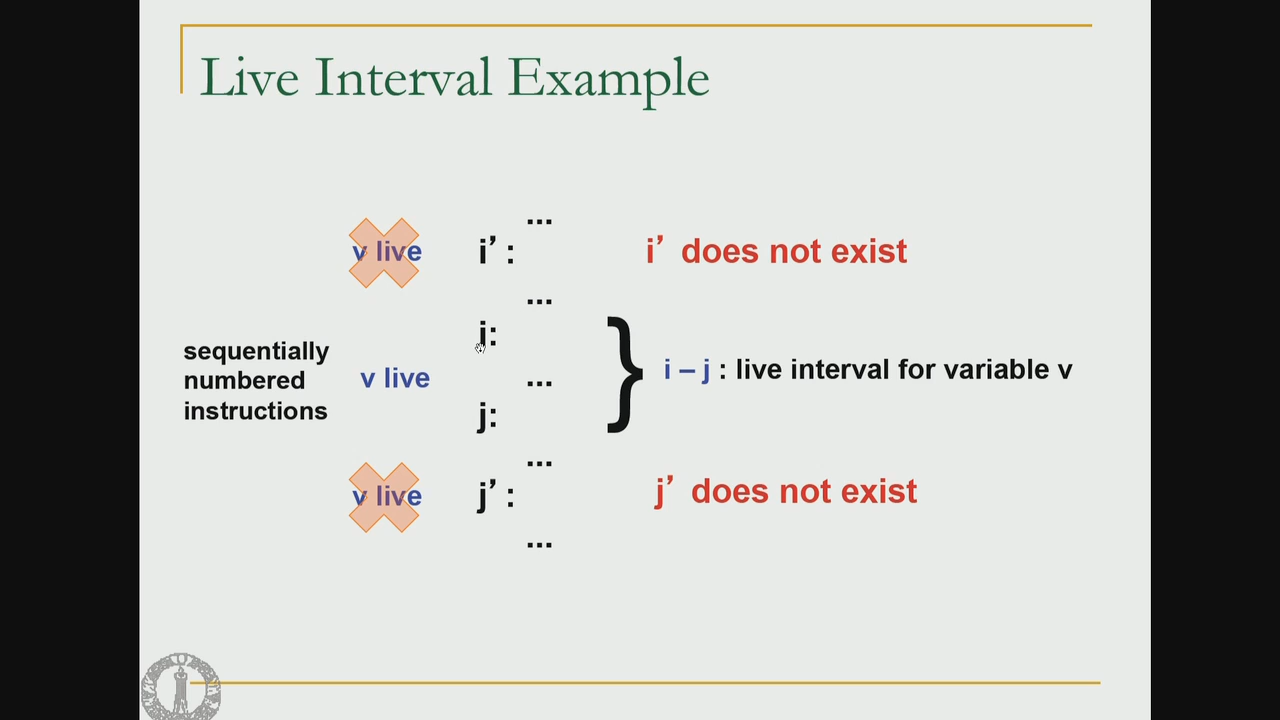 Live Interval Example
...
v live i’ : i’ does not exist
...
i:
sequentially
numbered
instructions
v live ... i – j : live interval for variable v
j:
...
v live j’ : j’ does not exist
...